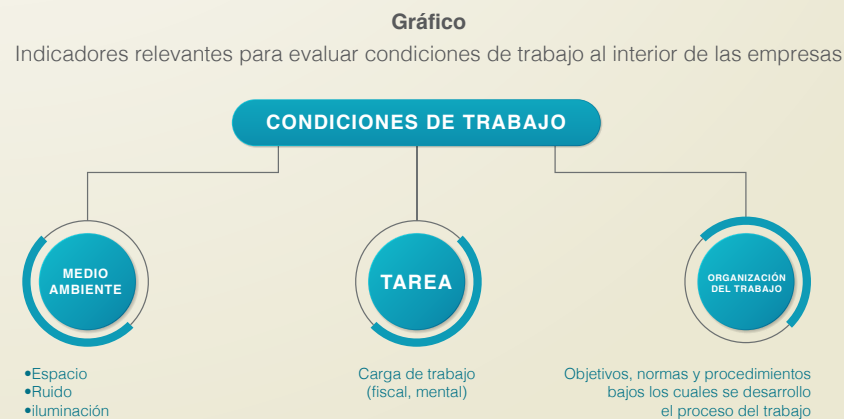 Gráfico
Indicadores relevantes para evaluar condiciones de trabajo al interior de las empresas
CONDICIONES DE TRABAJO
MEDIO
AMBIENTE
TAREA
ORGANIZACIÓN
DEL TRABAJO
•Espacio
•Ruido
•iluminación
Carga de trabajo
(fiscal, mental)
Objetivos, normas y procedimientos
bajos los cuales se desarrollo
el proceso del trabajo